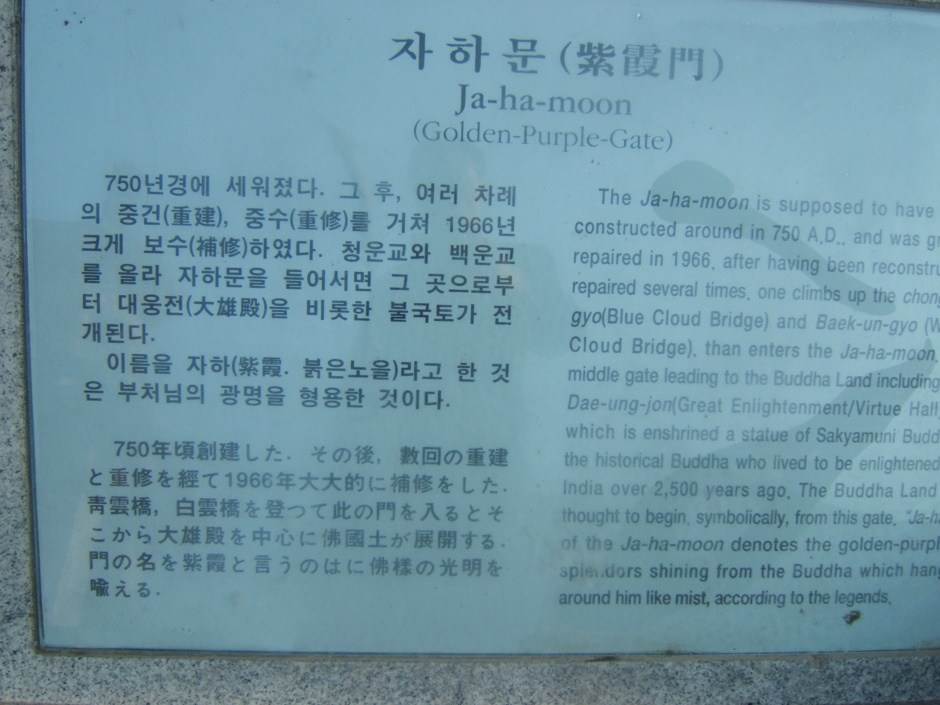 자하문(紫霞門)
Ja-ha-moon
(Golden-Purple-Gate)
750년경에 세워졌다. 그 후, 여러 차례
의 중건(重建), 중수(重修)를 거쳐 1966년
크게 보수(補修)하였다. 청운교와 백운교
를 올라 자하문을 들어서면 그 곳으로부
터 대웅전(大雄殿)을 비롯한 불국토가 전
개된다.
이름을 자하(紫霞. 붉은노을)라고 한 것
은 부처님의 광명을 형용한 것이다.
750年頃創建した. その後, 數回の重建
と重修を經て1966年大大的に補修をした.
靑雲橋, 白雲橋を登つて此の門を入るとそ
こから大雄殿を中心に佛國土が展開する.
門の名を紫霞と言うのはに佛樣の光明を
喩える.
The Ja-ha-moon is supposed to have
constructed around in 750 A.D., and was
repaired in 1966, after having been
repaired several times, one climbs up the
gyo(Blue Cloud Bridge) and Baek-un-gyo
Cloud Bridge), than enters the Ja-ha-moon
middle gate leading to the Buddha Land including
Dae-ung-jon(Great Enlightenment/Virtue Hall
which is enshrined a statue of Sakyamuni
the historical Buddha who lived to be enlightened
India over 2,500 years ago. The Buddha Land
thought to begin, symbolically, from this gate.
of the Ja-ha-moon denotes the
splendors shining from the Buddha which
around him like mist, according to the legends.